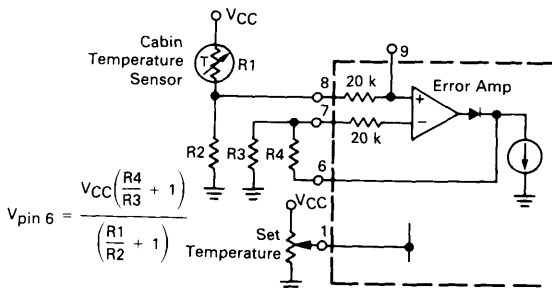 VCC
Cabin
Temperature
Sensor
T
R1
9
8
20 k
Error Amp
+
7
−
20 k
R2
R3
R4
6
Vpin 6 = VCC(R4/R3 + 1) / (R1/R2 + 1)
VCC
Set
Temperature
1